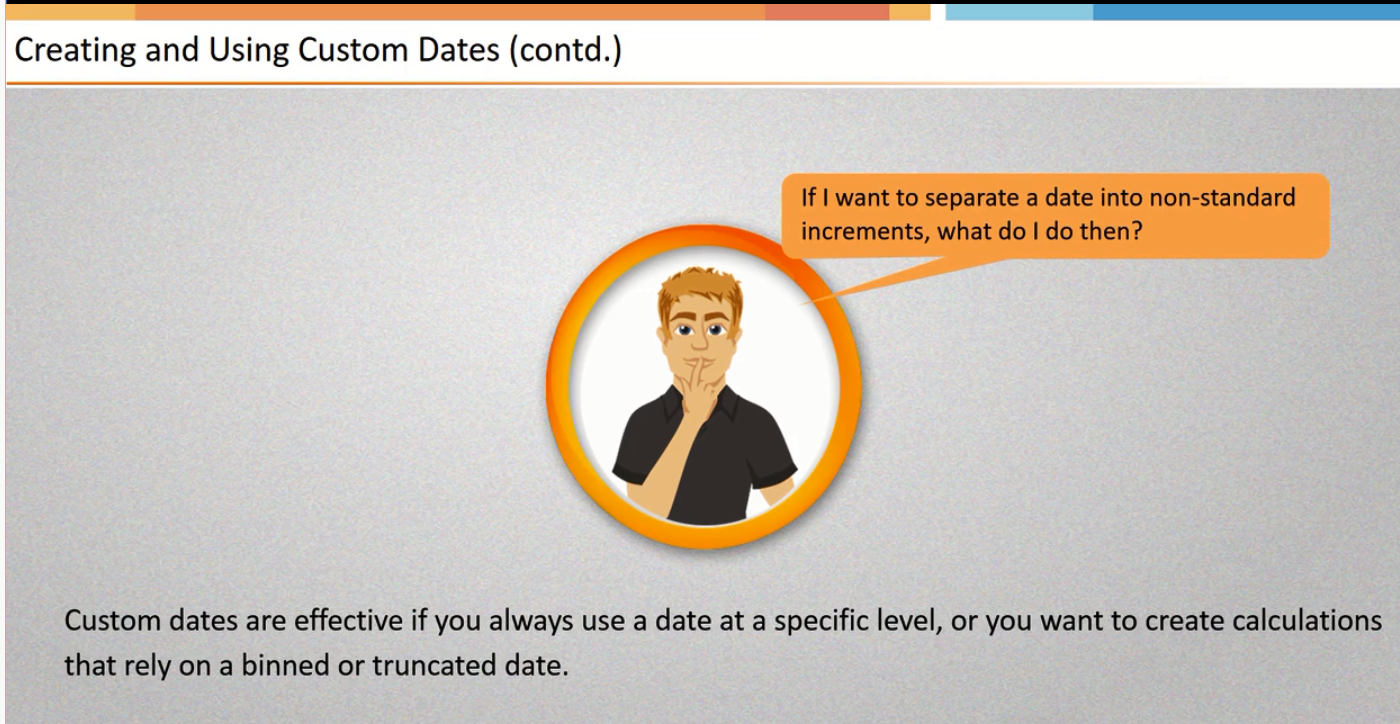 Creating and Using Custom Dates (contd.)
If I want to separate a date into non-standard
increments, what do I do then?
Custom dates are effective if you always use a date at a specific level, or you want to create calculations
that rely on a binned or truncated date.